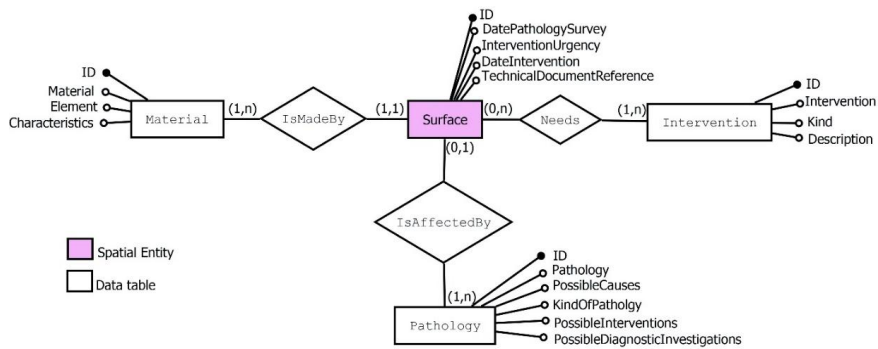 ID
DatePathologySurvey
InterventionUrgency
DateIntervention
TechnicalDocumentReference
ID
Material
Element
Characteristics
Material
(1,n)
IsMadeBy
(1,1)
Surface
(0,n)
Needs
(1,n)
Intervention
ID
Intervention
Kind
Description
(0,1)
IsAffectedBy
Spatial Entity
Data table
(1,n)
Pathology
ID
Pathology
PossibleCauses
KindOfPatholgy
PossibleInterventions
PossibleDiagnosticInvestigations